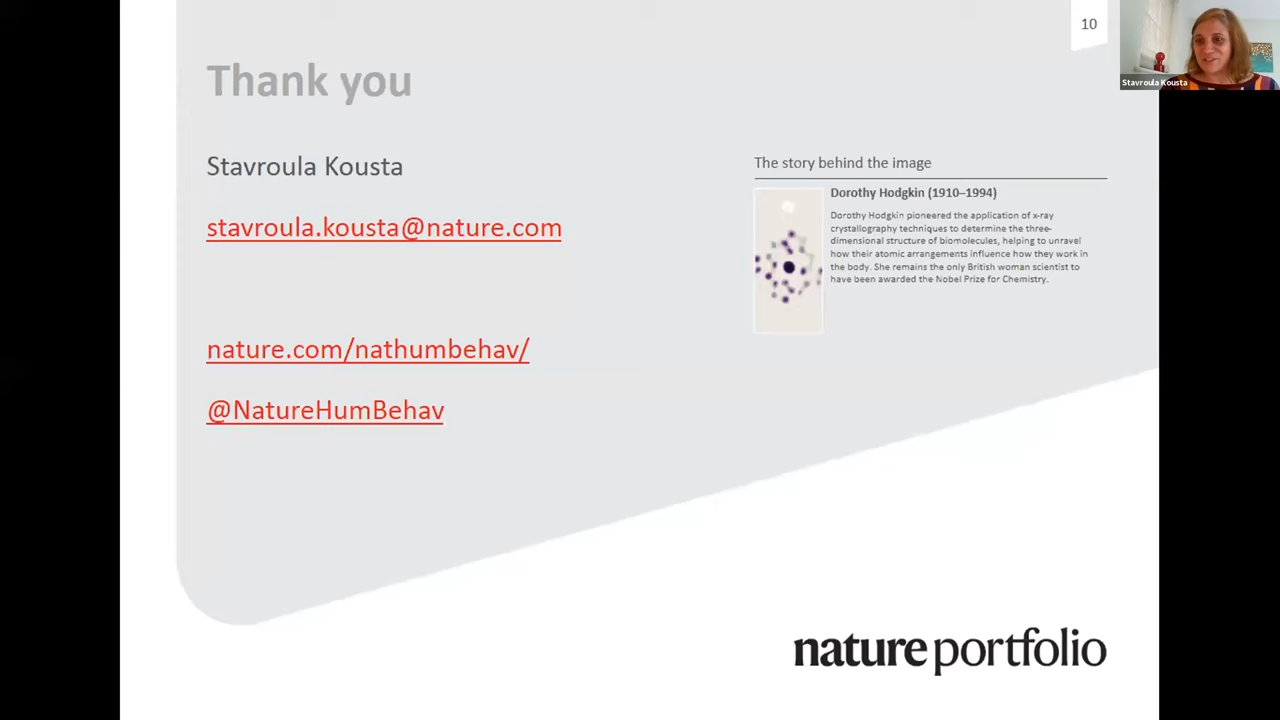 10
Stavroula Kousta
Thank you
Stavroula Kousta
stavroula.kousta@nature.com
nature.com/nathumbehav/
@NatureHumBehav
The story behind the image
Dorothy Hodgkin (1910–1994)
Dorothy Hodgkin pioneered the application of x-ray
crystallography techniques to determine the three-
dimensional structure of biomolecules, helping to unravel
how their atomic arrangements influence how they work in
the body. She remains the only British woman scientist to
have been awarded the Nobel Prize for Chemistry.
nature portfolio